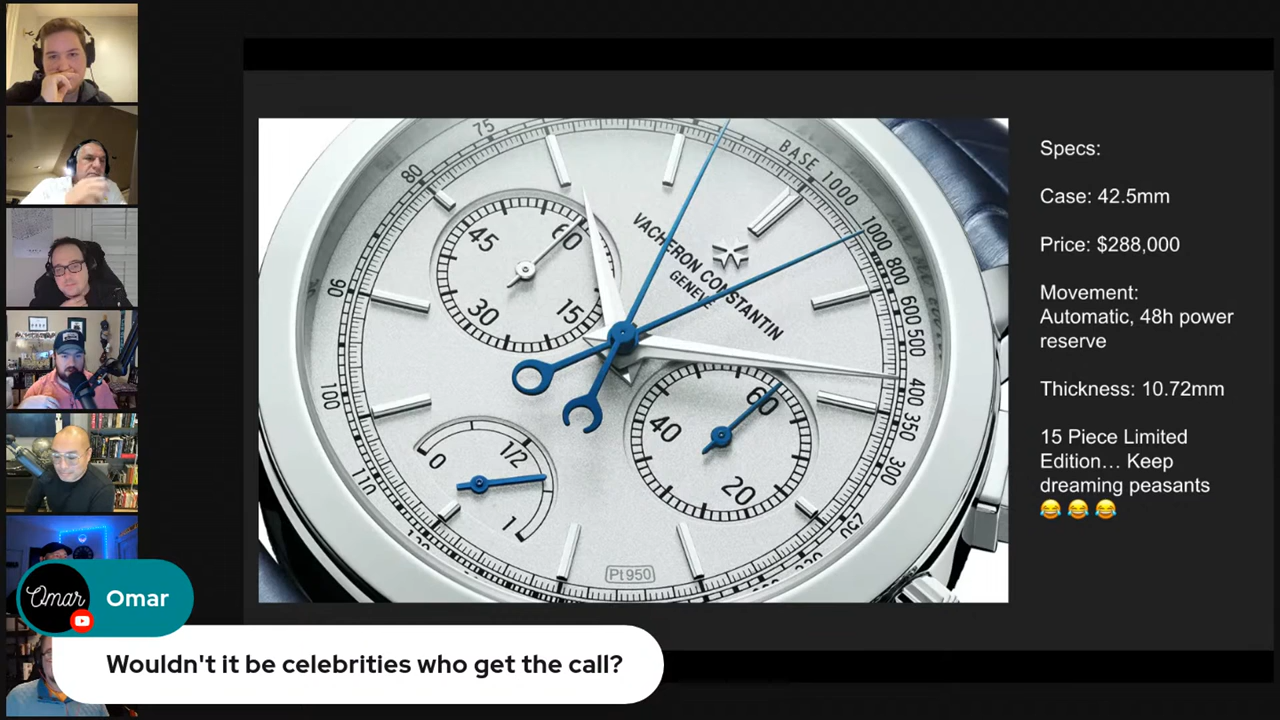 Specs:
Case: 42.5mm
Price: $288,000
Movement:
Automatic, 48h power
reserve
Thickness: 10.72mm
15 Piece Limited
Edition... Keep
dreaming peasants
😂 😂 😂
VACHERON CONSTANTIN
GENÈVE
BASE 1000
1000 800 600 500 400 350 300 250
75
80
90
100
110
120
45
60
30
15
60
40
20
0
1/2
1
Pt950
Omar
Omar
Wouldn't it be celebrities who get the call?